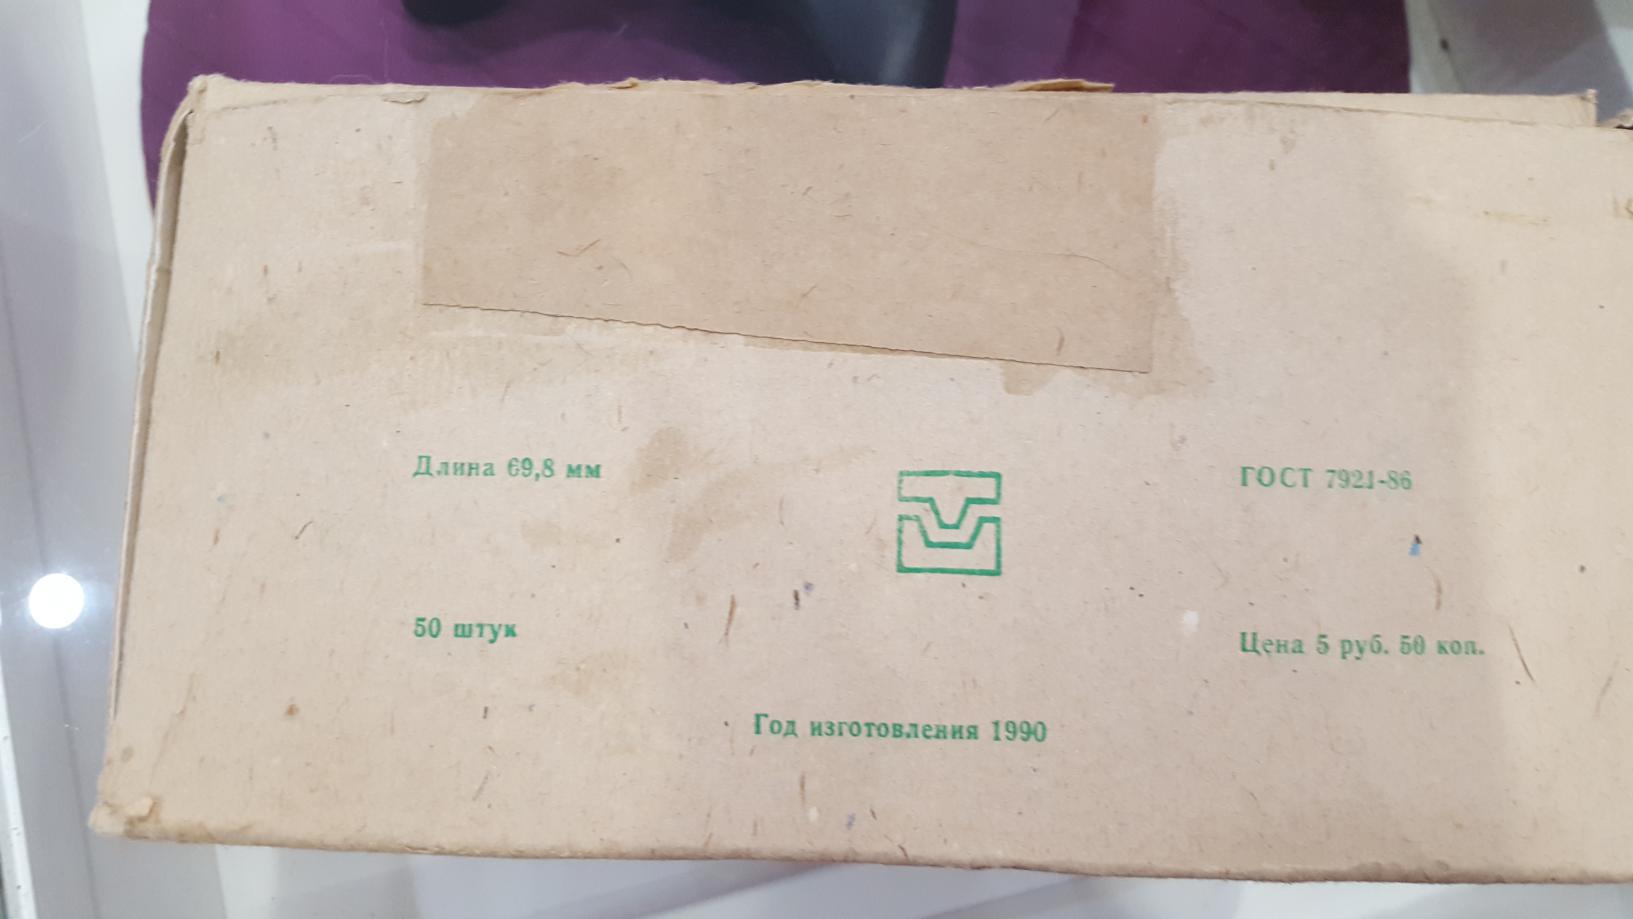 Длина 69,8 мм
ГОСТ 7921-86
50 штук
Цена 5 руб. 50 коп.
Год изготовления 1990